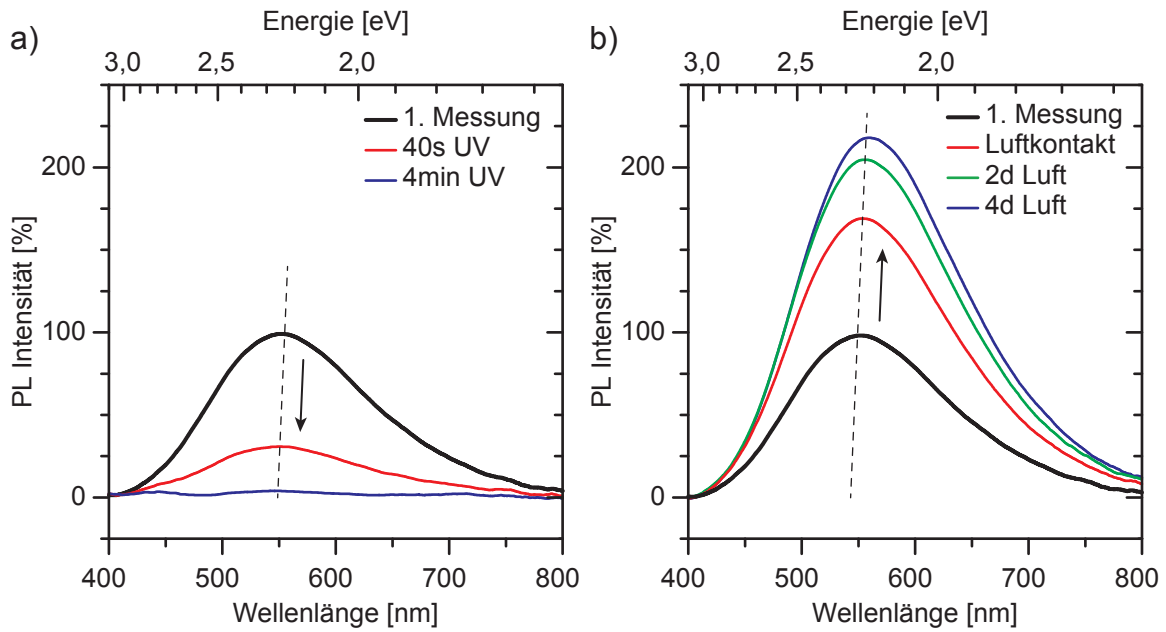 a)
Energie [eV]
3,0 2,5 2,0
1. Messung
40s UV
4min UV
PL Intensität [%]
200
100
0
400 500 600 700 800
Wellenlänge [nm]
b)
Energie [eV]
3,0 2,5 2,0
1. Messung
Luftkontakt
2d Luft
4d Luft
PL Intensität [%]
200
100
0
400 500 600 700 800
Wellenlänge [nm]